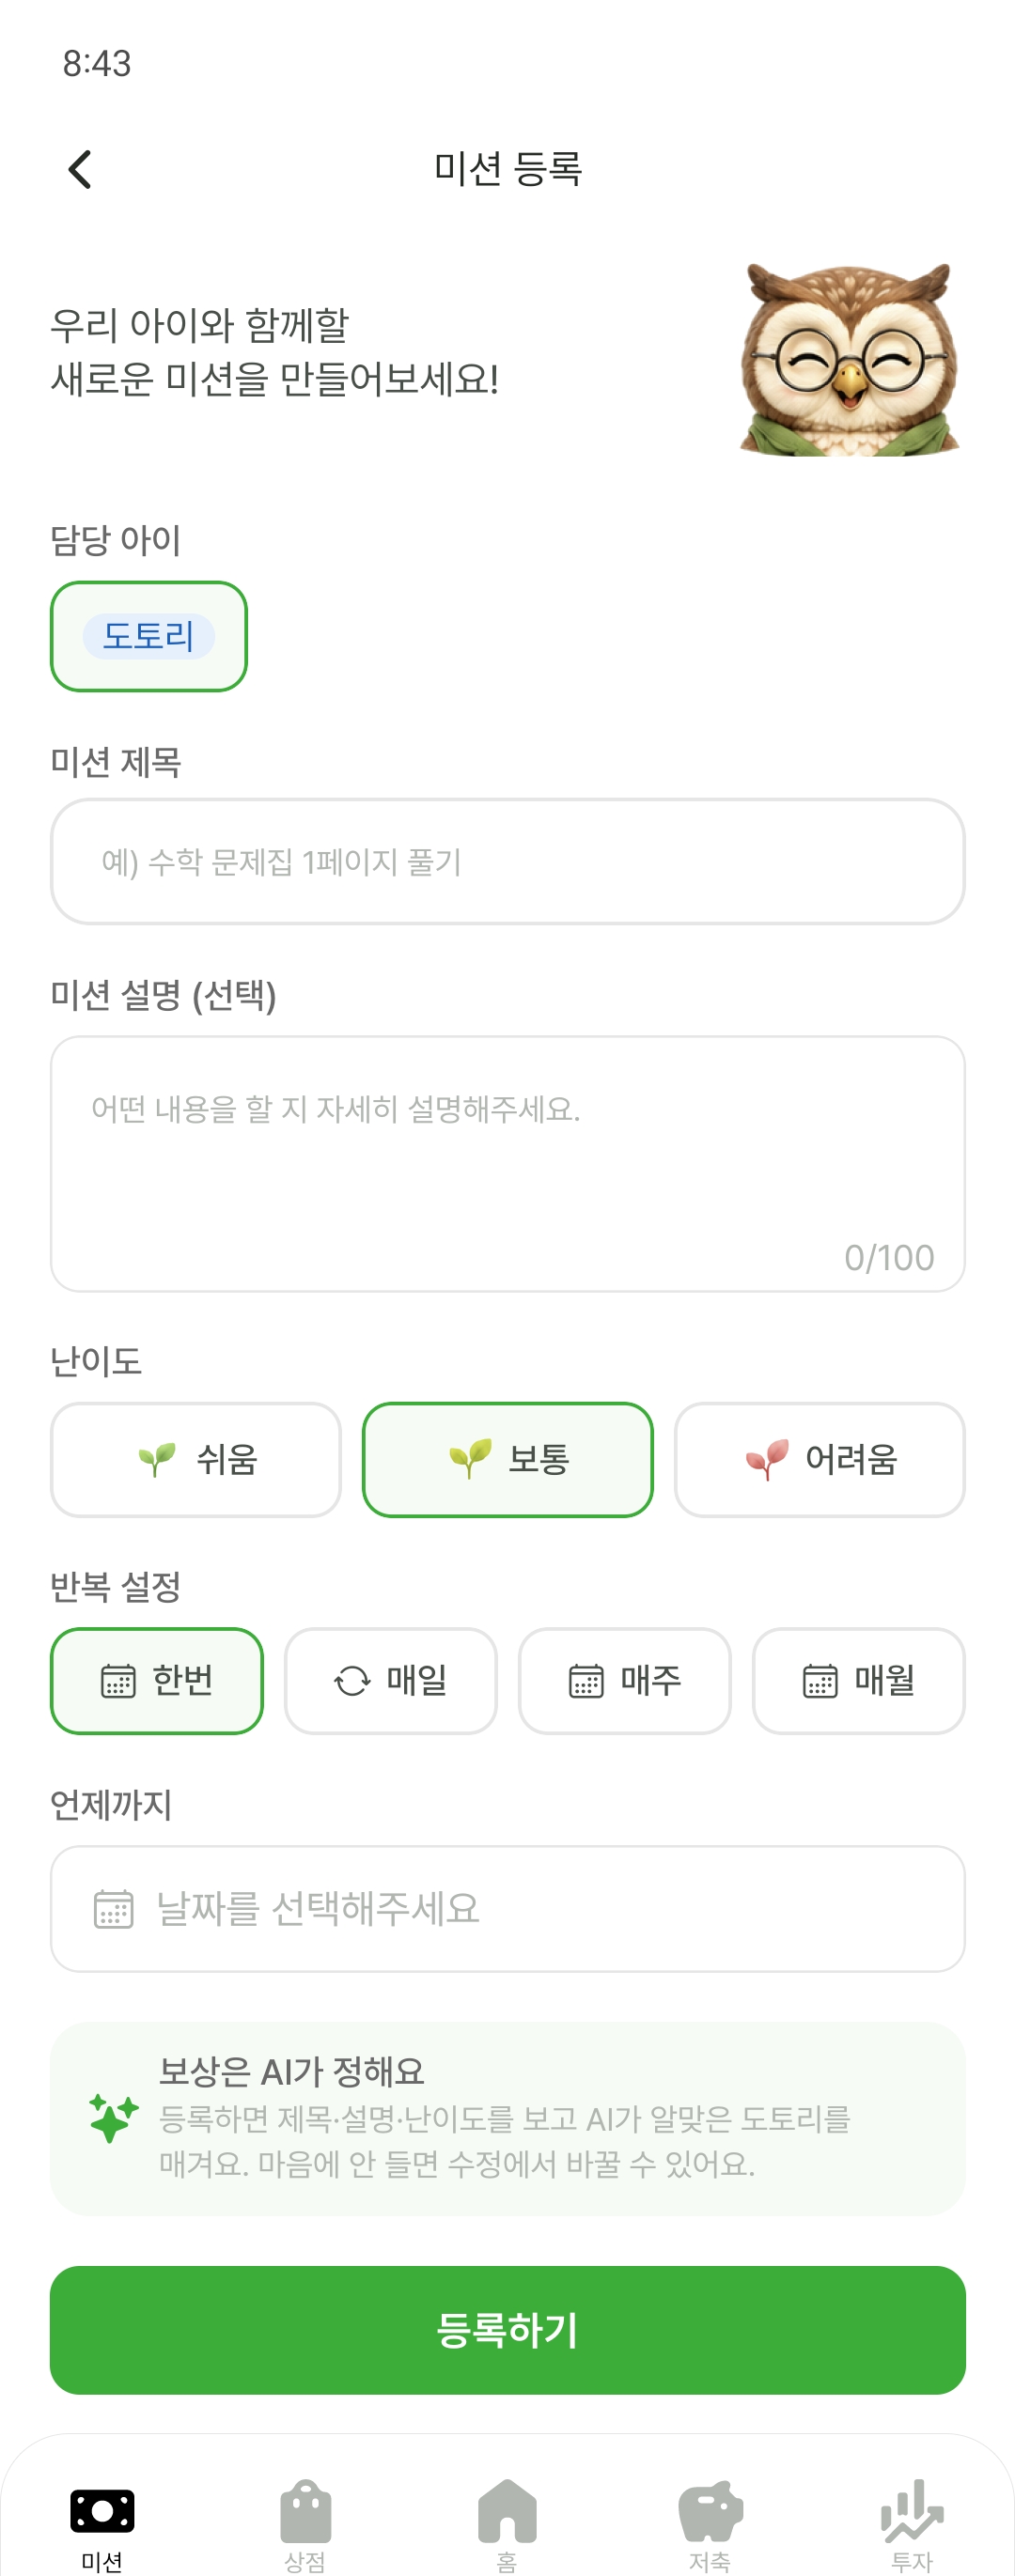 8:43
미션 등록
우리 아이와 함께할
새로운 미션을 만들어보세요!
담당 아이
도토리
미션 제목
예) 수학 문제집 1페이지 풀기
미션 설명 (선택)
어떤 내용을 할 지 자세히 설명해주세요.
0/100
난이도
쉬움 보통 어려움
반복 설정
한번 매일 매주 매월
언제까지
날짜를 선택해주세요
보상은 AI가 정해요
등록하면 제목·설명·난이도를 보고 AI가 알맞은 도토리를
매겨요. 마음에 안 들면 수정에서 바꿀 수 있어요.
등록하기
미션 상점 홈 저축 투자